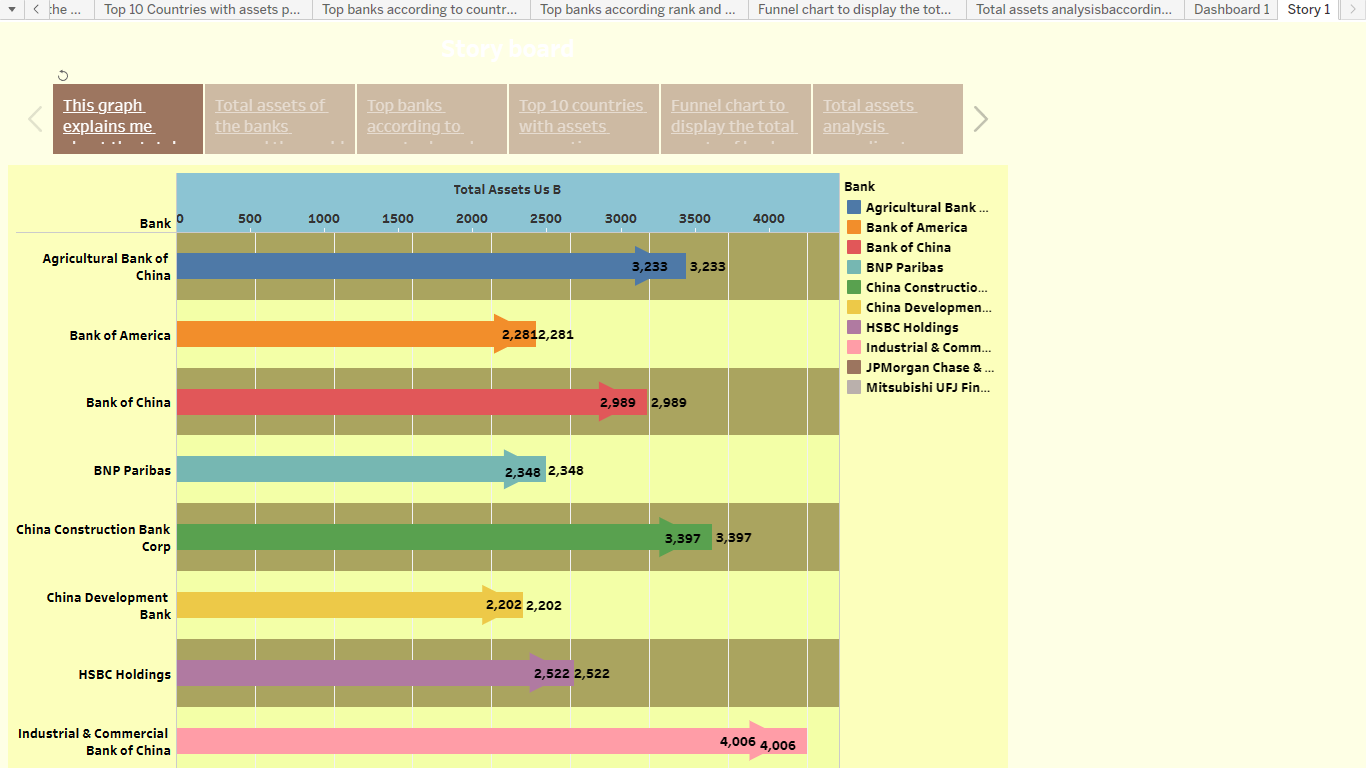 the ...
Top 10 Countries with assets p...
Top banks according to countr...
Top banks according rank and ...
Funnel chart to display the tot...
Total assets analysisbaccordin...
Dashboard 1
Story 1
Story board
This graph
explains me
Total assets of
the banks
Top banks
according to
Top 10 countries
with assets
Funnel chart to
display the total
Total assets
analysis
Total Assets Us B
Bank
0 500 1000 1500 2000 2500 3000 3500 4000
Agricultural Bank of
China
3,233 3,233
Bank of America
2,281 2,281
Bank of China
2,989 2,989
BNP Paribas
2,348 2,348
China Construction Bank
Corp
3,397 3,397
China Development
Bank
2,202 2,202
HSBC Holdings
2,522 2,522
Industrial & Commercial
Bank of China
4,006 4,006
Bank
Agricultural Bank ...
Bank of America
Bank of China
BNP Paribas
China Constructio...
China Developmen...
HSBC Holdings
Industrial & Comm...
JPMorgan Chase & ...
Mitsubishi UFJ Fin...